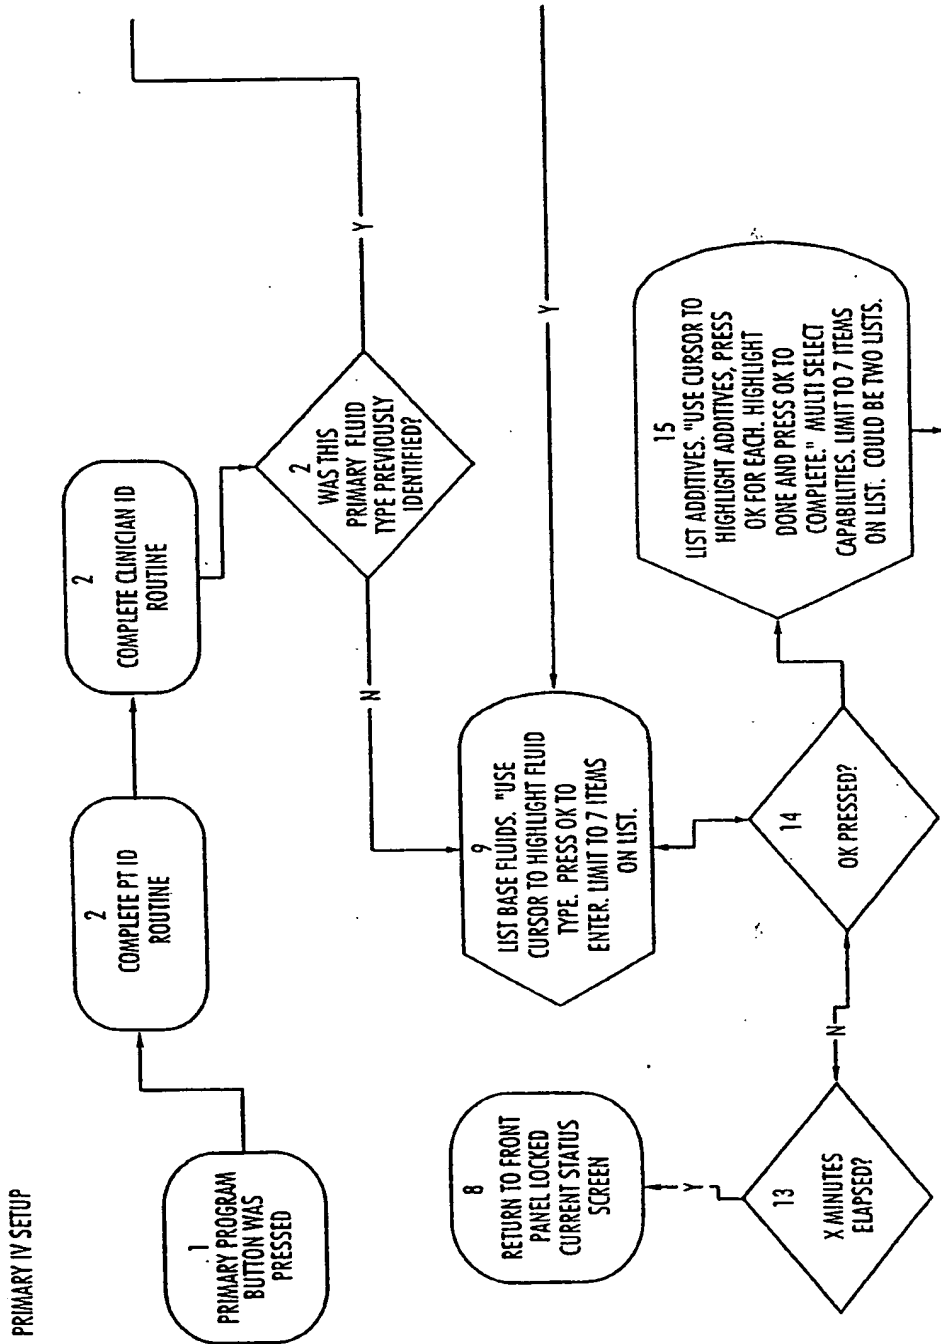 PRIMARY IV SETUP
1
PRIMARY PROGRAM
BUTTON WAS
PRESSED
2
COMPLETE PT ID
ROUTINE
2
COMPLETE CLINICIAN ID
ROUTINE
2
WAS THIS
PRIMARY FLUID
TYPE PREVIOUSLY
IDENTIFIED?
Y
N
9
LIST BASE FLUIDS. "USE
CURSOR TO HIGHLIGHT FLUID
TYPE. PRESS OK TO
ENTER. LIMIT TO 7 ITEMS
ON LIST.
Y
8
RETURN TO FRONT
PANEL LOCKED
CURRENT STATUS
SCREEN
Y
13
X MINUTES
ELAPSED?
N
14
OK PRESSED?
15
LIST ADDITIVES. "USE CURSOR TO
HIGHLIGHT ADDITIVES, PRESS
OK FOR EACH. HIGHLIGHT
DONE AND PRESS OK TO
COMPLETE." MULTI SELECT
CAPABILITIES. LIMIT TO 7 ITEMS
ON LIST. COULD BE TWO LISTS.